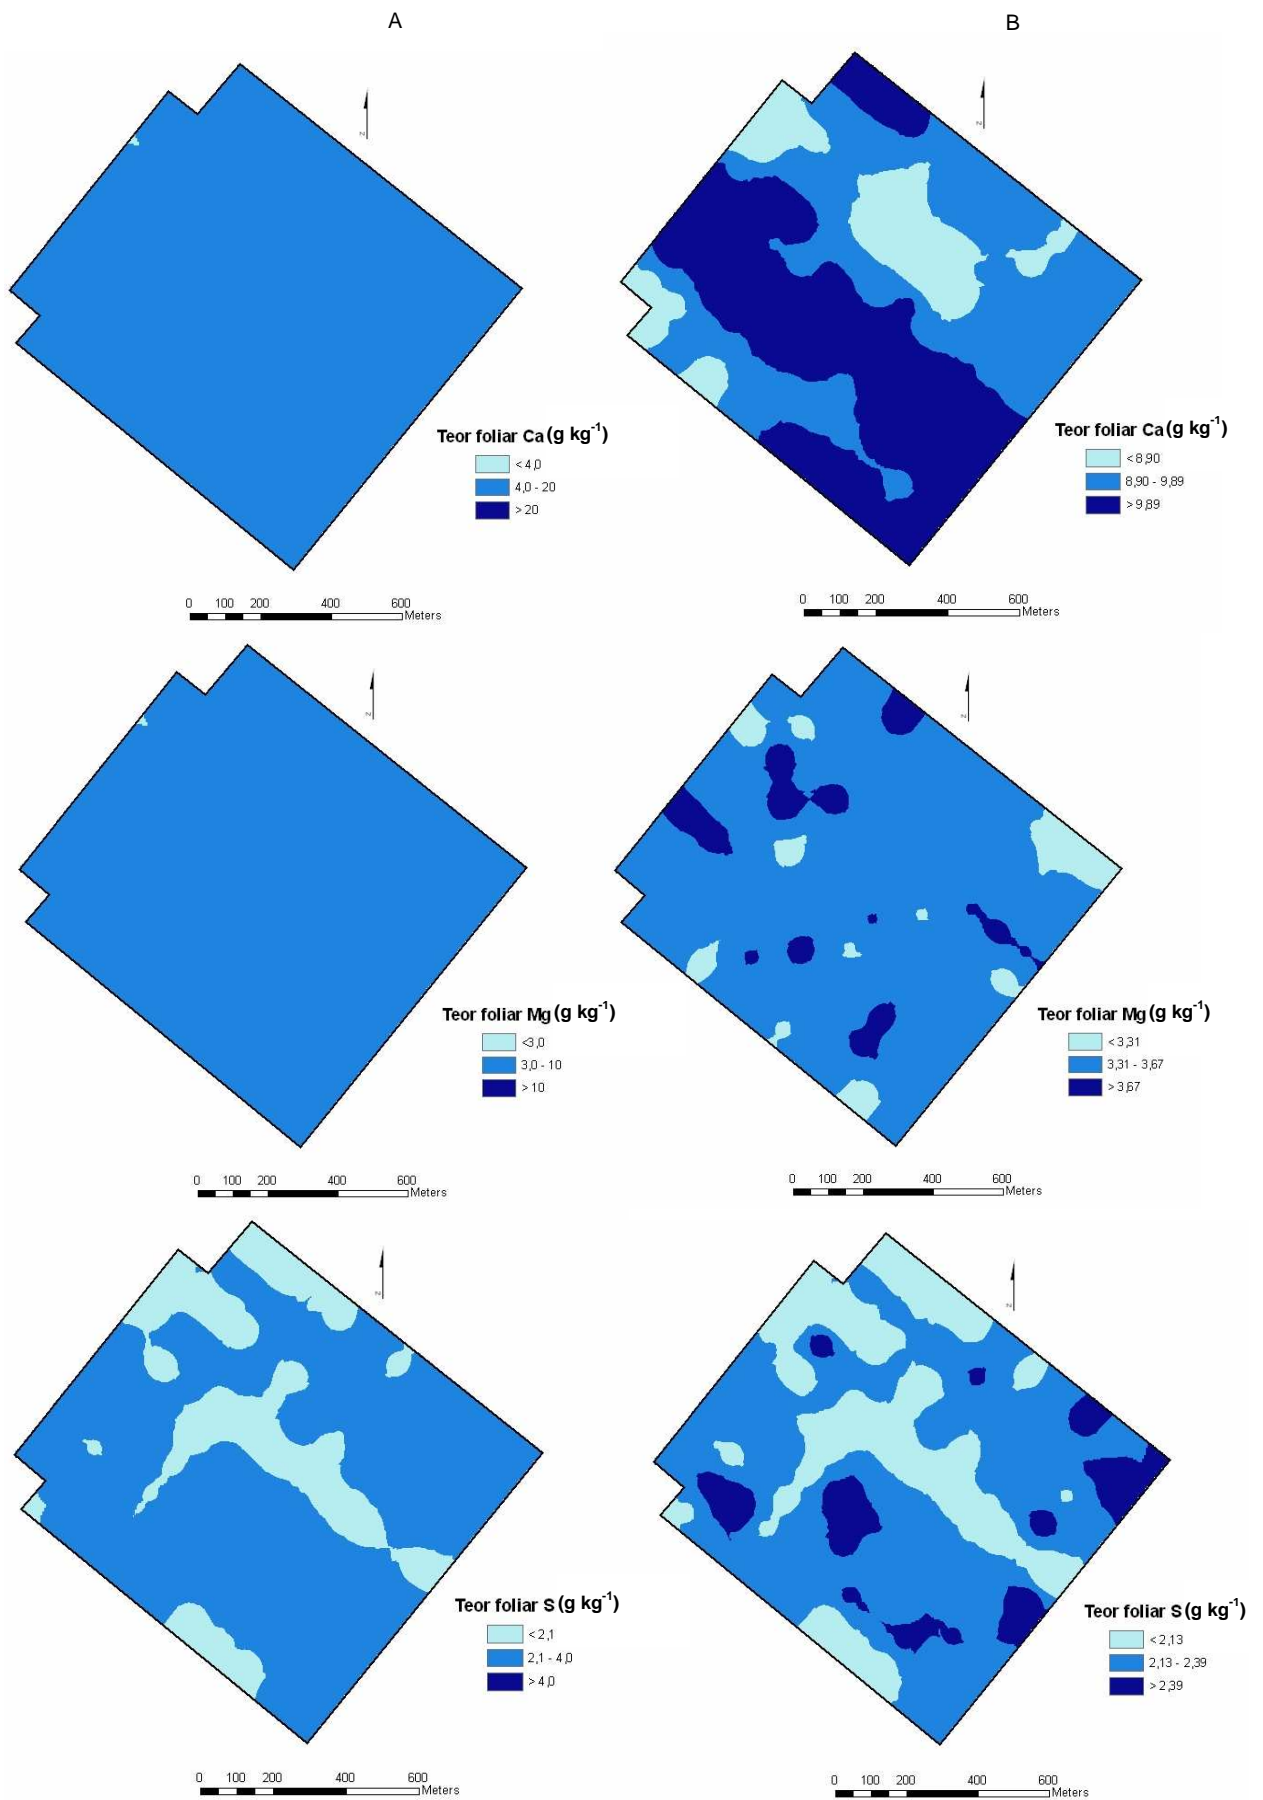 A
B
z
z
Teor foliar Ca (g kg-1)
< 4,0
4,0 - 20
> 20
Teor foliar Ca (g kg-1)
< 8,90
8,90 - 9,89
> 9,89
0 100 200 400 600
Meters
0 100 200 400 600
Meters
z
z
Teor foliar Mg (g kg-1)
<3,0
3,0 - 10
> 10
Teor foliar Mg (g kg-1)
< 3,31
3,31 - 3,67
> 3,67
0 100 200 400 600
Meters
0 100 200 400 600
Meters
z
z
Teor foliar S (g kg-1)
< 2,1
2,1 - 4,0
> 4,0
Teor foliar S (g kg-1)
< 2,13
2,13 - 2,39
> 2,39
0 100 200 400 600
Meters
0 100 200 400 600
Meters